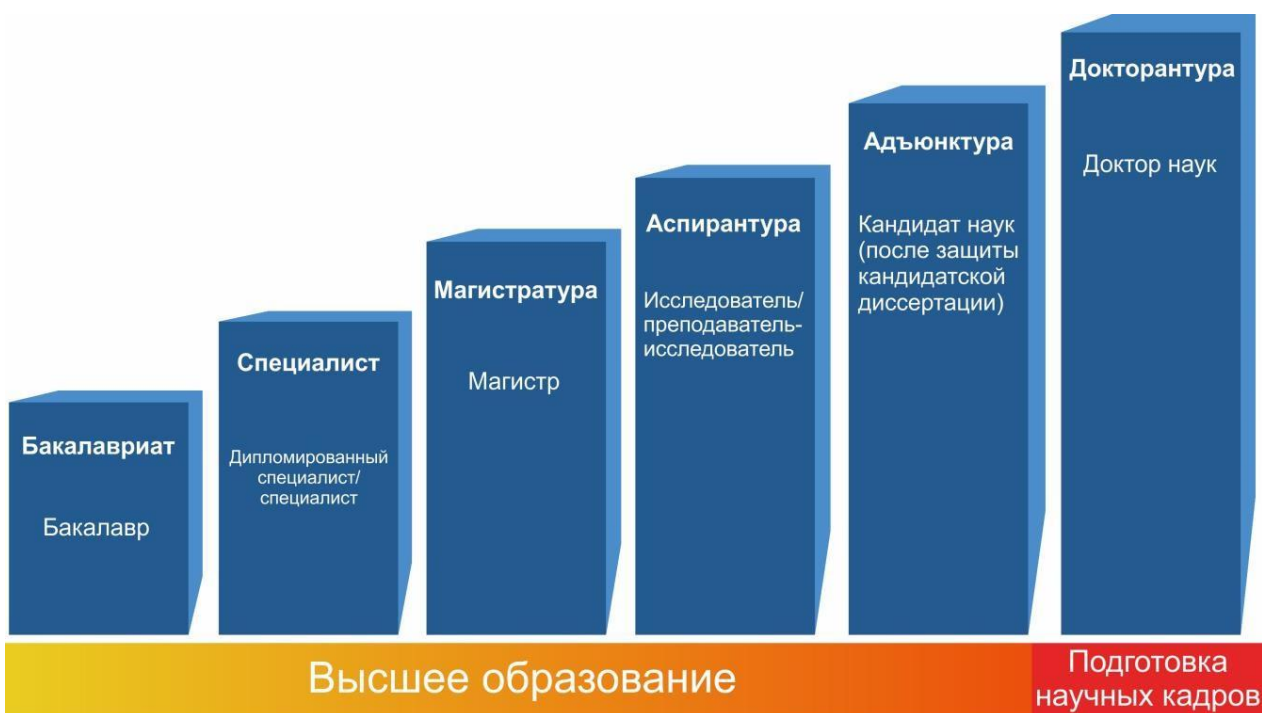 Бакалавриат
Бакалавр
Специалист
Дипломированный
специалист/
специалист
Магистратура
Магистр
Аспирантура
Исследователь/
преподаватель-
исследователь
Адъюнктура
Кандидат наук
(после защиты
кандидатской
диссертации)
Докторантура
Доктор наук
Высшее образование
Подготовка
научных кадров